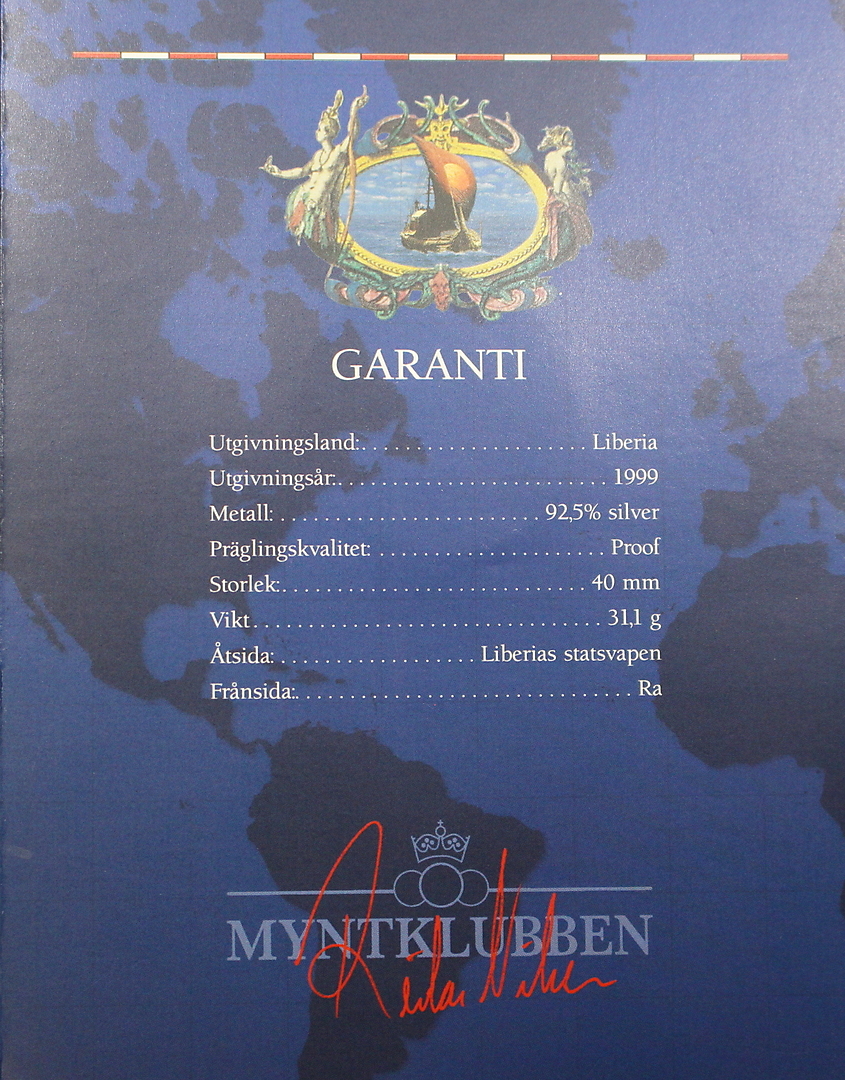 GARANTI
Utgivningsland:..................... Liberia
Utgivningsår:......................... 1999
Metall: ........................ 92,5% silver
Präglingskvalitet: ..................... Proof
Storlek:............................ 40 mm
Vikt................................ 31,1 g
Åtsida: .................. Liberias statsvapen
Frånsida:............................... Ra
MYNTKLUBBEN